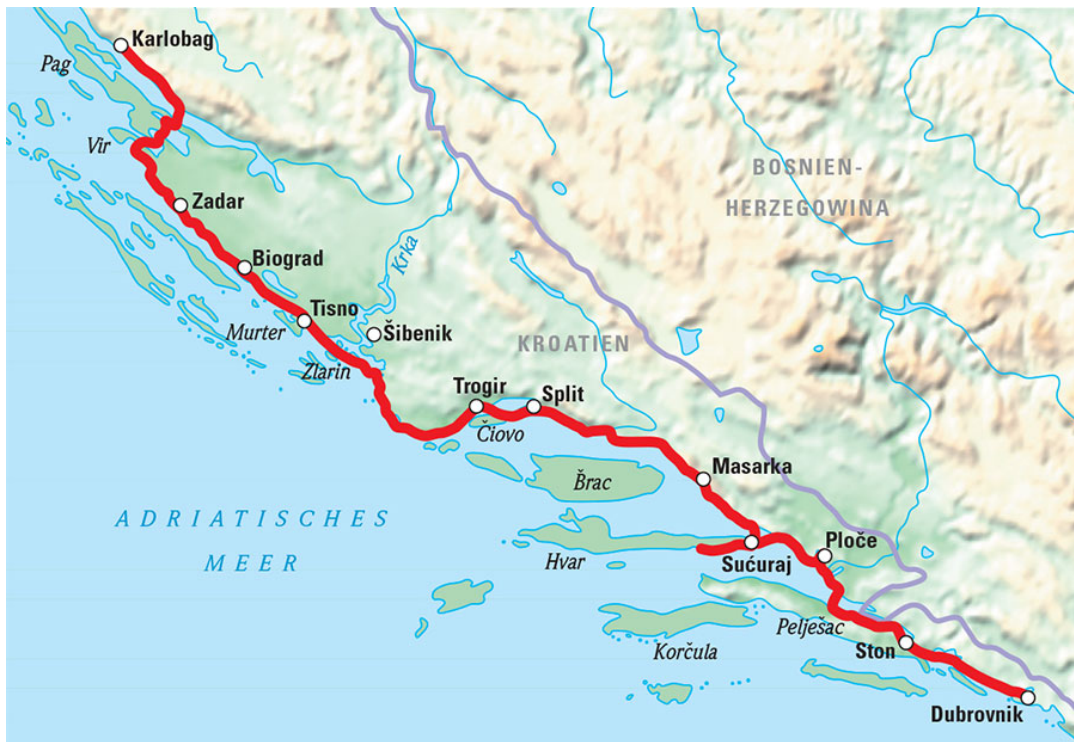 Karlobag
Pag
Vir
BOSNIEN-
HERZEGOWINA
Zadar
Krka
Biograd
Tisno
Murter
Šibenik
KROATIEN
Zlarin
Trogir
Split
Čiovo
Masarka
Brač
ADRIATISCHES
MEER
Hvar
Sućuraj
Ploče
Pelješac
Korčula
Ston
Dubrovnik